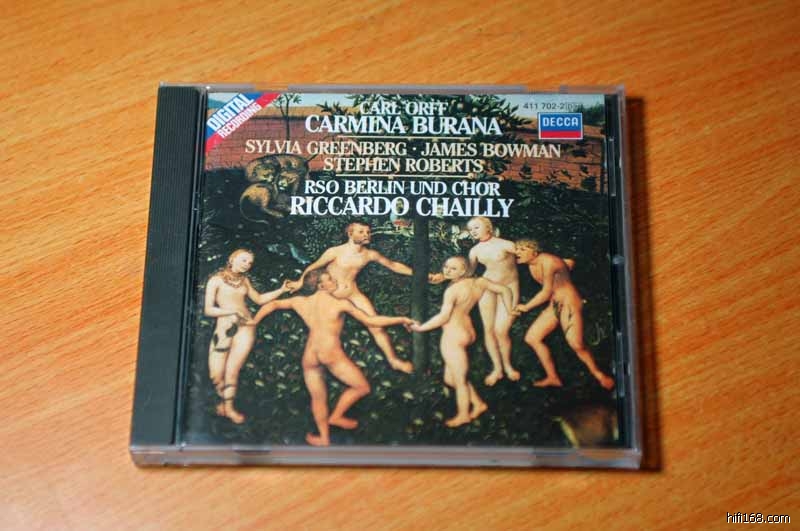 DIGITAL
RECORDING
CARL ORFF
CARMINA BURANA
411 702-2
DECCA
SYLVIA GREENBERG · JAMES BOWMAN
STEPHEN ROBERTS
RSO BERLIN UND CHOR
RICCARDO CHAILLY
hifi168.com